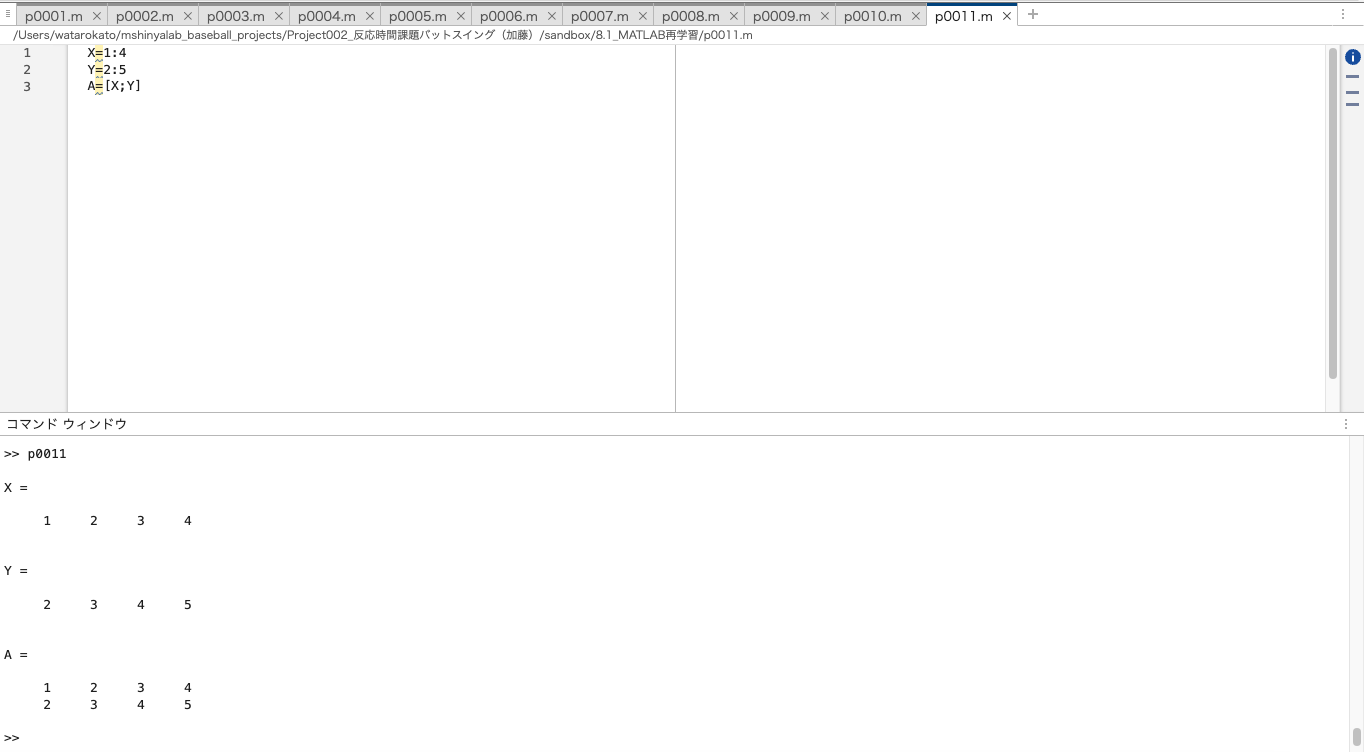 p0001.m p0002.m p0003.m p0004.m p0005.m p0006.m p0007.m p0008.m p0009.m p0010.m p0011.m
/Users/watarokato/mshinyalab_baseball_projects/Project002_反応時間課題バットスイング（加藤）/sandbox/8.1_MATLAB再学習/p0011.m
1 X=1:4
2 Y=2:5
3 A=[X;Y]
コマンド ウィンドウ
>> p0011
X =
1 2 3 4
Y =
2 3 4 5
A =
1 2 3 4
2 3 4 5
>>